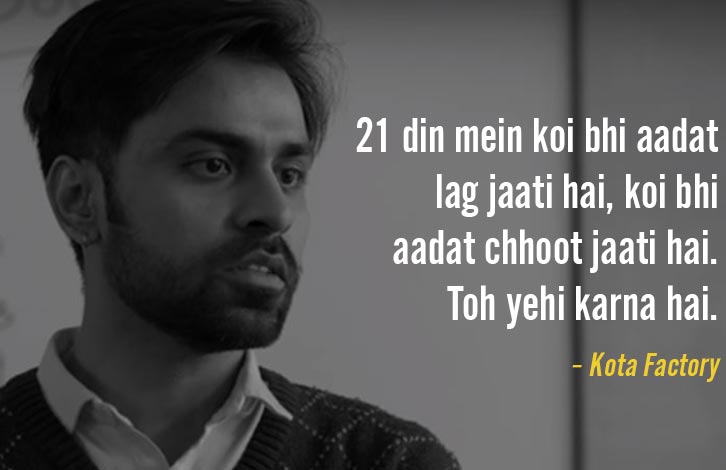 21 din mein koi bhi aadat
lag jaati hai, koi bhi
aadat chhoot jaati hai.
Toh yehi karna hai.
- Kota Factory